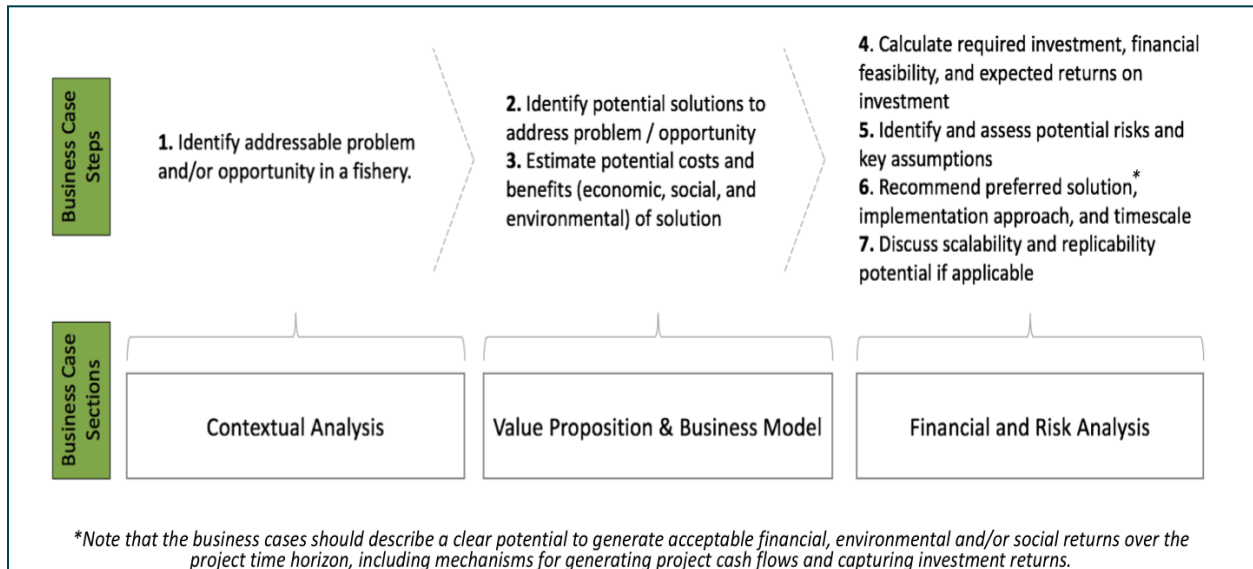 Business Case
Steps
1. Identify addressable problem
and/or opportunity in a fishery.
2. Identify potential solutions to
address problem / opportunity
3. Estimate potential costs and
benefits (economic, social, and
environmental) of solution
4. Calculate required investment, financial
feasibility, and expected returns on
investment
5. Identify and assess potential risks and
key assumptions
6. Recommend preferred solution,*
implementation approach, and timescale
7. Discuss scalability and replicability
potential if applicable
Business Case
Sections
Contextual Analysis
Value Proposition & Business Model
Financial and Risk Analysis
*Note that the business cases should describe a clear potential to generate acceptable financial, environmental and/or social returns over the
project time horizon, including mechanisms for generating project cash flows and capturing investment returns.